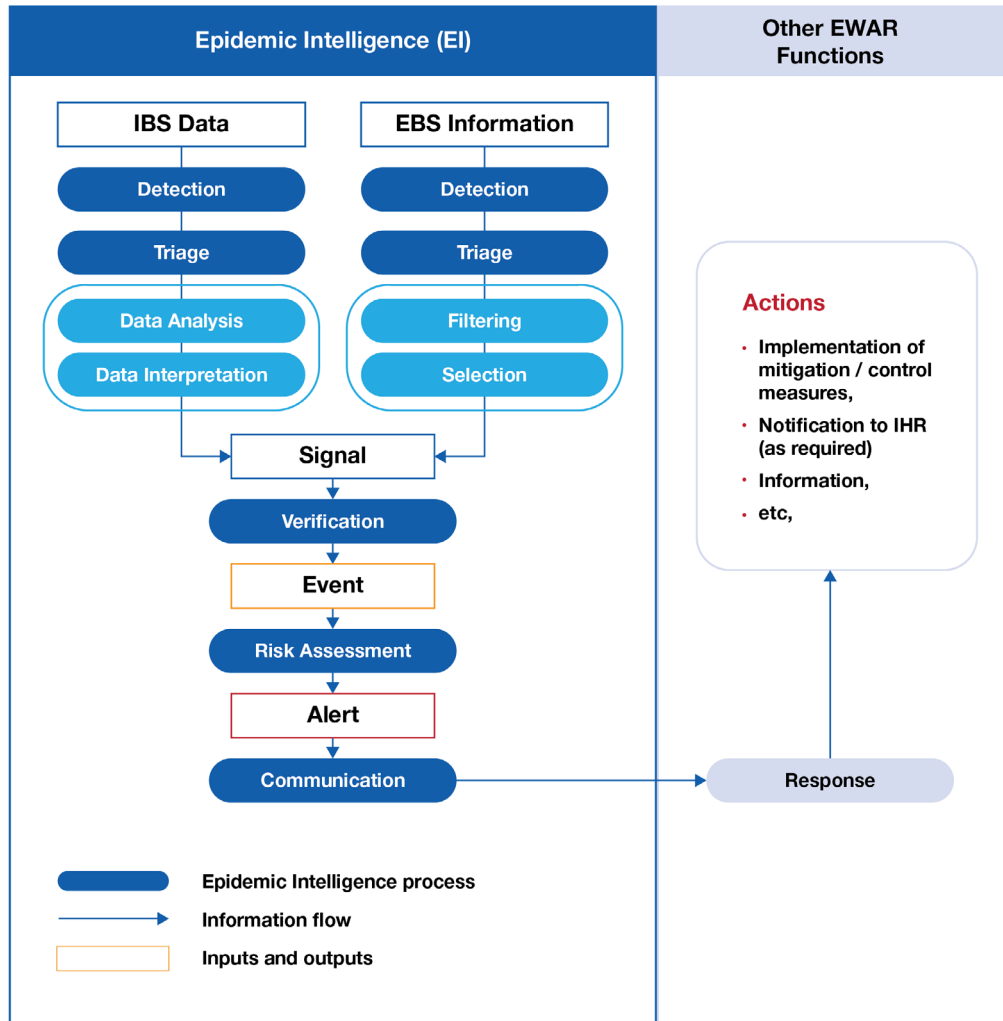 Epidemic Intelligence (EI)
Other EWAR
Functions
IBS Data
EBS Information
Detection
Detection
Triage
Triage
Data Analysis
Filtering
Data Interpretation
Selection
Signal
Verification
Event
Risk Assessment
Alert
Communication
Response
Actions
• Implementation of
mitigation / control
measures,
• Notification to IHR
(as required)
• Information,
• etc,
Epidemic Intelligence process
Information flow
Inputs and outputs